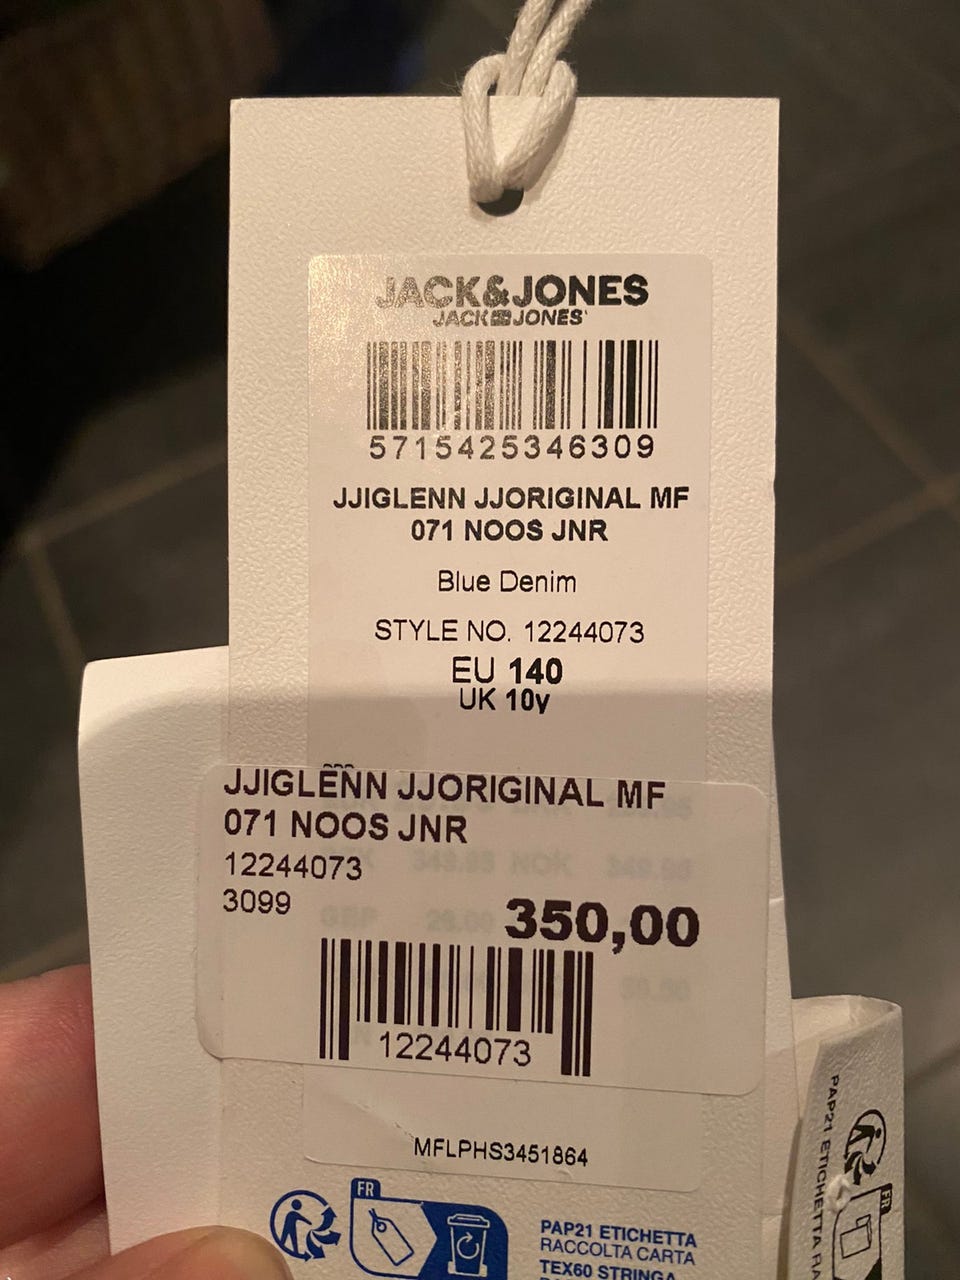 JACK&JONES
JACK&JONES
5715425346309
JJIGLENN JJORIGINAL MF
071 NOOS JNR
Blue Denim
STYLE NO. 12244073
EU 140
UK 10y
JJIGLENN JJORIGINAL MF
071 NOOS JNR
12244073
3099
350,00
NOK
GBP
12244073
MFLPHS3451864
FR
PAP21 ETICHETTA
RACCOLTA CARTA
TEX60 STRINGA
PAP21 ETICHETTA
FR